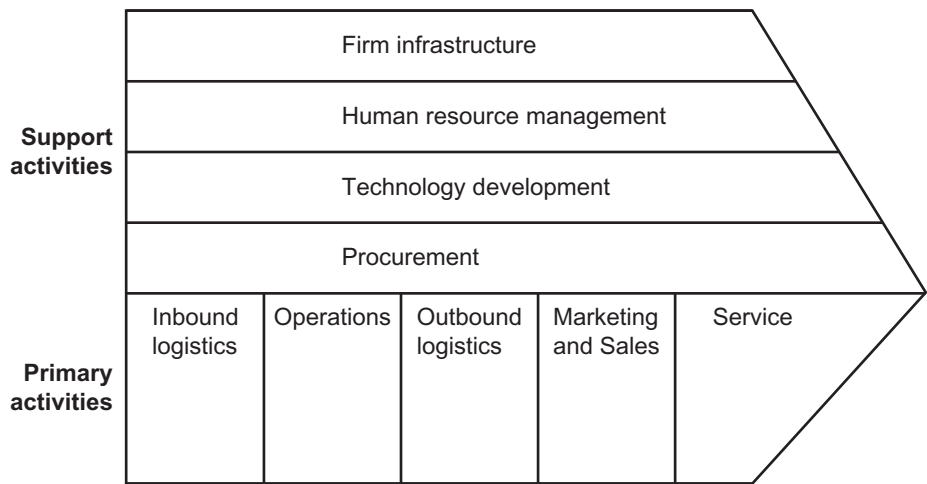 Firm infrastructure
Human resource management
Support
activities
Technology development
Procurement
Inbound
logistics
Operations
Outbound
logistics
Marketing
and Sales
Service
Primary
activities